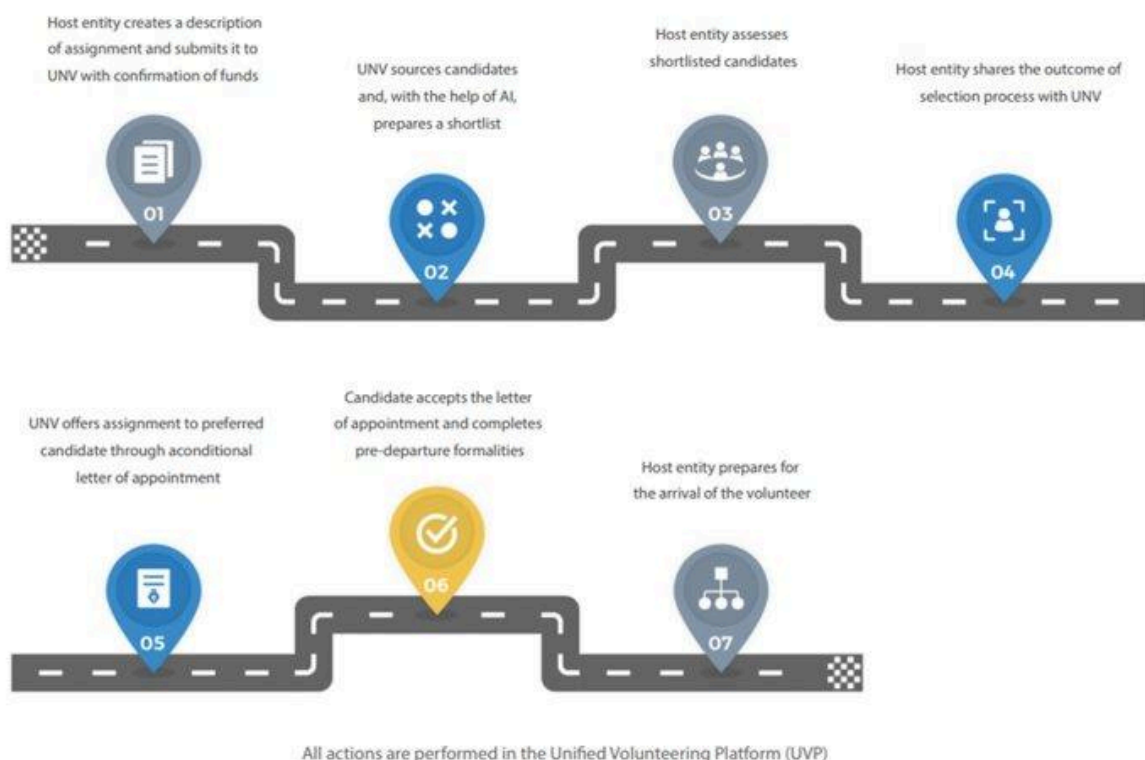 Host entity creates a description
of assignment and submits it to
UNV with confirmation of funds
01
UNV sources candidates
and, with the help of AI,
prepares a shortlist
02
Host entity assesses
shortlisted candidates
03
Host entity shares the outcome of
selection process with UNV
04
UNV offers assignment to preferred
candidate through aconditional
letter of appointment
05
Candidate accepts the letter
of appointment and completes
pre-departure formalities
06
Host entity prepares for
the arrival of the volunteer
07
All actions are performed in the Unified Volunteering Platform (UVP)